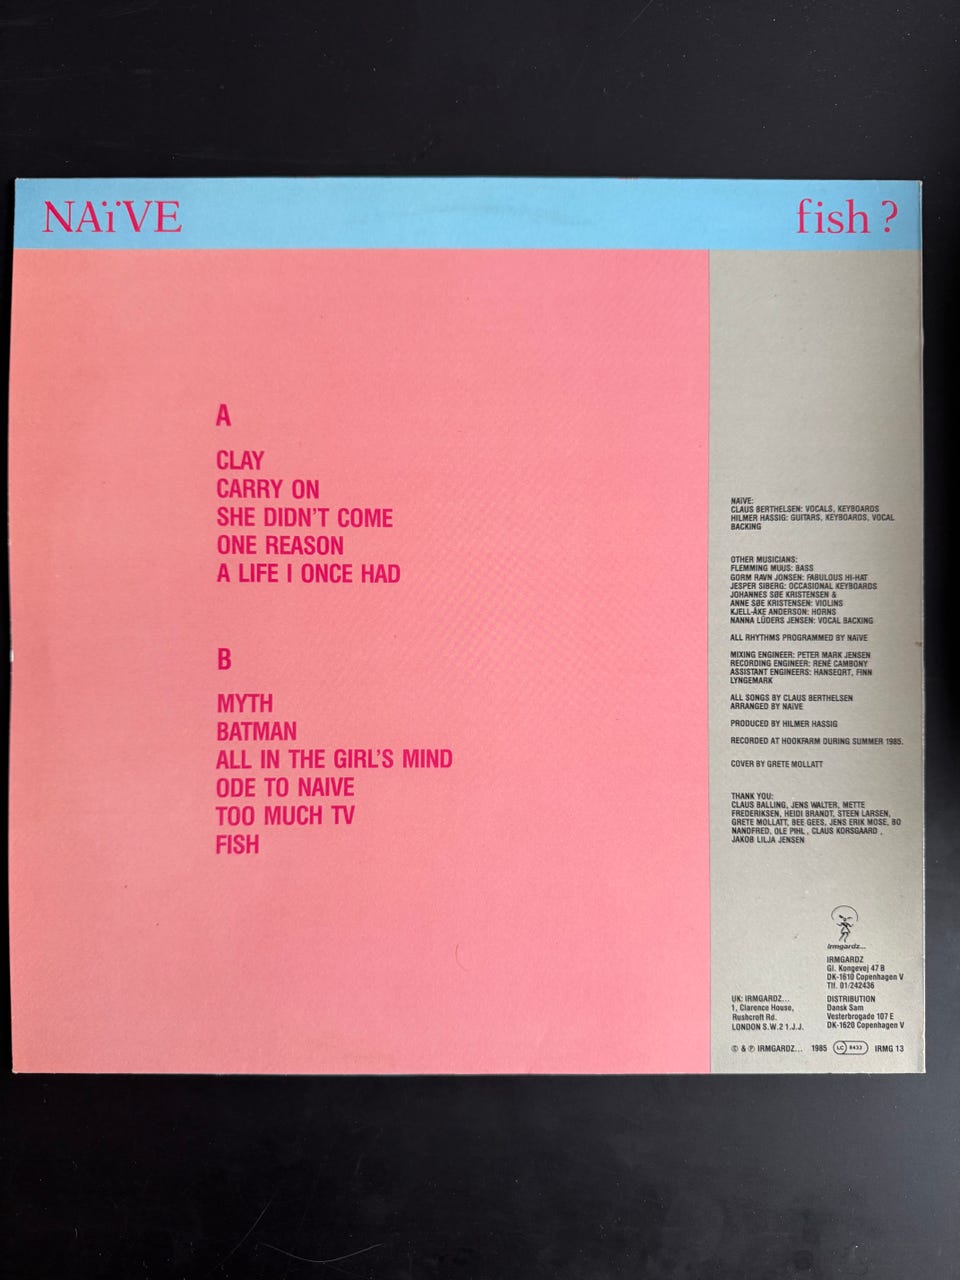 NAïVE
fish ?
A
CLAY
CARRY ON
SHE DIDN'T COME
ONE REASON
A LIFE I ONCE HAD
B
MYTH
BATMAN
ALL IN THE GIRL'S MIND
ODE TO NAIVE
TOO MUCH TV
FISH
NAïVE:
CLAUS BERTHELSEN: VOCALS, KEYBOARDS
HILMER HASSIG: GUITARS, KEYBOARDS, VOCAL
BACKING
OTHER MUSICIANS:
FLEMMING MUUS: BASS
GORM RAVN JONSEN: FABULOUS HI-HAT
JESPER SIBERG: OCCASIONAL KEYBOARDS
JOHANNES SØE KRISTENSEN &
ANNE SØE KRISTENSEN: VIOLINS
KJELL-ÅKE ANDERSON: HORNS
NANNA LÜDERS JENSEN: VOCAL BACKING
ALL RHYTHMS PROGRAMMED BY NAïVE
MIXING ENGINEER: PETER MARK JENSEN
RECORDING ENGINEER: RENÉ CAMBONY
ASSISTANT ENGINEERS: HANSEORT, FINN
LYNGEMARK
ALL SONGS BY CLAUS BERTHELSEN
ARRANGED BY NAïVE
PRODUCED BY HILMER HASSIG
RECORDED AT HOOKFARM DURING SUMMER 1985.
COVER BY GRETE MOLLATT
THANK YOU:
CLAUS BALLING, JENS WALTER, METTE
FREDERIKSEN, HEIDI BRANDT, STEEN LARSEN,
GRETE MOLLATT, BEE GEES, JENS ERIK MOSE, BO
NANDFRED, OLE PIHL, CLAUS KORSGAARD ,
JAKOB LILJA JENSEN
irmgardz...
IRMGARDZ
Gl. Kongevej 47 B
DK-1610 Copenhagen V
Tlf. 01/242436
UK: IRMGARDZ...
1, Clarence House,
Rushcroft Rd.
LONDON S.W.2 1.J.J.
DISTRIBUTION
Dansk Sam
Vesterbrogade 107 E
DK-1620 Copenhagen V
© & ℗ IRMGARDZ... 1985 LC 8433 IRMG 13